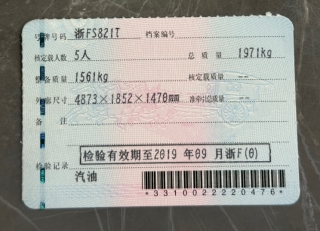 号牌号码 浙FS821T 档案编号
核定载人数 5人 总质量 1971kg
整备质量 1561kg 核定载质量 --
外廓尺寸 4873×1852×1470mm 准牵引总质量 --
备注
检验有效期至2019年09月浙F(0)
检验记录
汽油
*3310022220476*